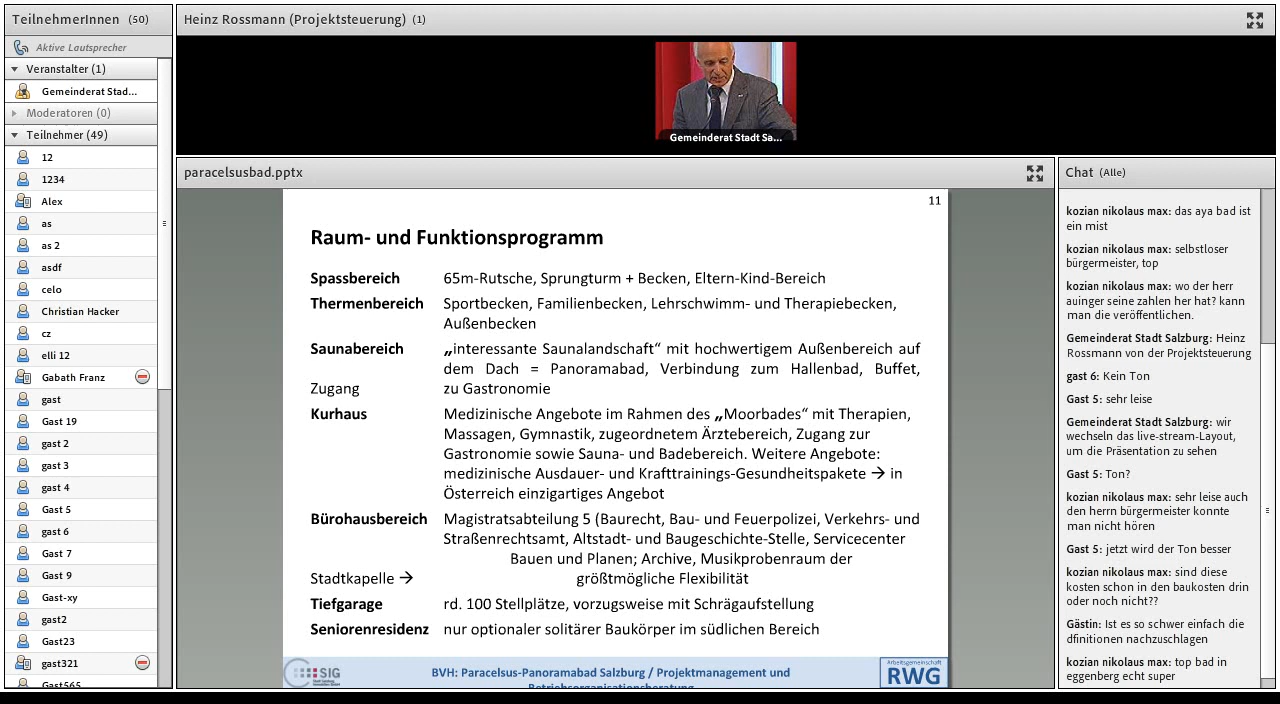 TeilnehmerInnen (50)
Aktive Lautsprecher
Veranstalter (1)
Gemeinderat Stad...
Moderatoren (0)
Teilnehmer (49)
12
1234
Alex
as
as 2
asdf
celo
Christian Hacker
cz
elli 12
Gabath Franz
gast
Gast 19
gast 2
gast 3
gast 4
Gast 5
gast 6
Gast 7
Gast 9
Gast-xy
gast2
Gast23
gast321
Gast565
Heinz Rossmann (Projektsteuerung) (1)
Gemeinderat Stadt Sa...
paracelsusbad.pptx
11
Raum- und Funktionsprogramm
Spassbereich 65m-Rutsche, Sprungturm + Becken, Eltern-Kind-Bereich
Thermenbereich Sportbecken, Familienbecken, Lehrschwimm- und Therapiebecken,
Außenbecken
Saunabereich „interessante Saunalandschaft“ mit hochwertigem Außenbereich auf
dem Dach = Panoramabad, Verbindung zum Hallenbad, Buffet,
Zugang zu Gastronomie
Kurhaus Medizinische Angebote im Rahmen des „Moorbades“ mit Therapien,
Massagen, Gymnastik, zugeordnetem Ärztebereich, Zugang zur
Gastronomie sowie Sauna- und Badebereich. Weitere Angebote:
medizinische Ausdauer- und Krafttrainings-Gesundheitspakete → in
Österreich einzigartiges Angebot
Bürohausbereich Magistratsabteilung 5 (Baurecht, Bau- und Feuerpolizei, Verkehrs- und
Straßenrechtsamt, Altstadt- und Baugeschichte-Stelle, Servicecenter
Bauen und Planen; Archive, Musikprobenraum der
Stadtkapelle → größtmögliche Flexibilität
Tiefgarage rd. 100 Stellplätze, vorzugsweise mit Schrägaufstellung
Seniorenresidenz nur optionaler solitärer Baukörper im südlichen Bereich
SIG
BVH: Paracelsus-Panoramabad Salzburg / Projektmanagement und
Betriebsorganisationsberatung
Arbeitsgemeinschaft
RWG
Chat (Alle)
kozian nikolaus max: das aya bad ist
ein mist
kozian nikolaus max: selbstloser
bürgermeister, top
kozian nikolaus max: wo der herr
auinger seine zahlen her hat? kann
man die veröffentlichen.
Gemeinderat Stadt Salzburg: Heinz
Rossmann von der Projektsteuerung
gast 6: Kein Ton
Gast 5: sehr leise
Gemeinderat Stadt Salzburg: wir
wechseln das live-stream-Layout,
um die Präsentation zu sehen
Gast 5: Ton?
kozian nikolaus max: sehr leise auch
den herrn bürgermeister konnte
man nicht hören
Gast 5: jetzt wird der Ton besser
kozian nikolaus max: sind diese
kosten schon in den baukosten drin
oder noch nicht??
Gästin: Ist es so schwer einfach die
dfinitionen nachzuschlagen
kozian nikolaus max: top bad in
eggenberg echt super